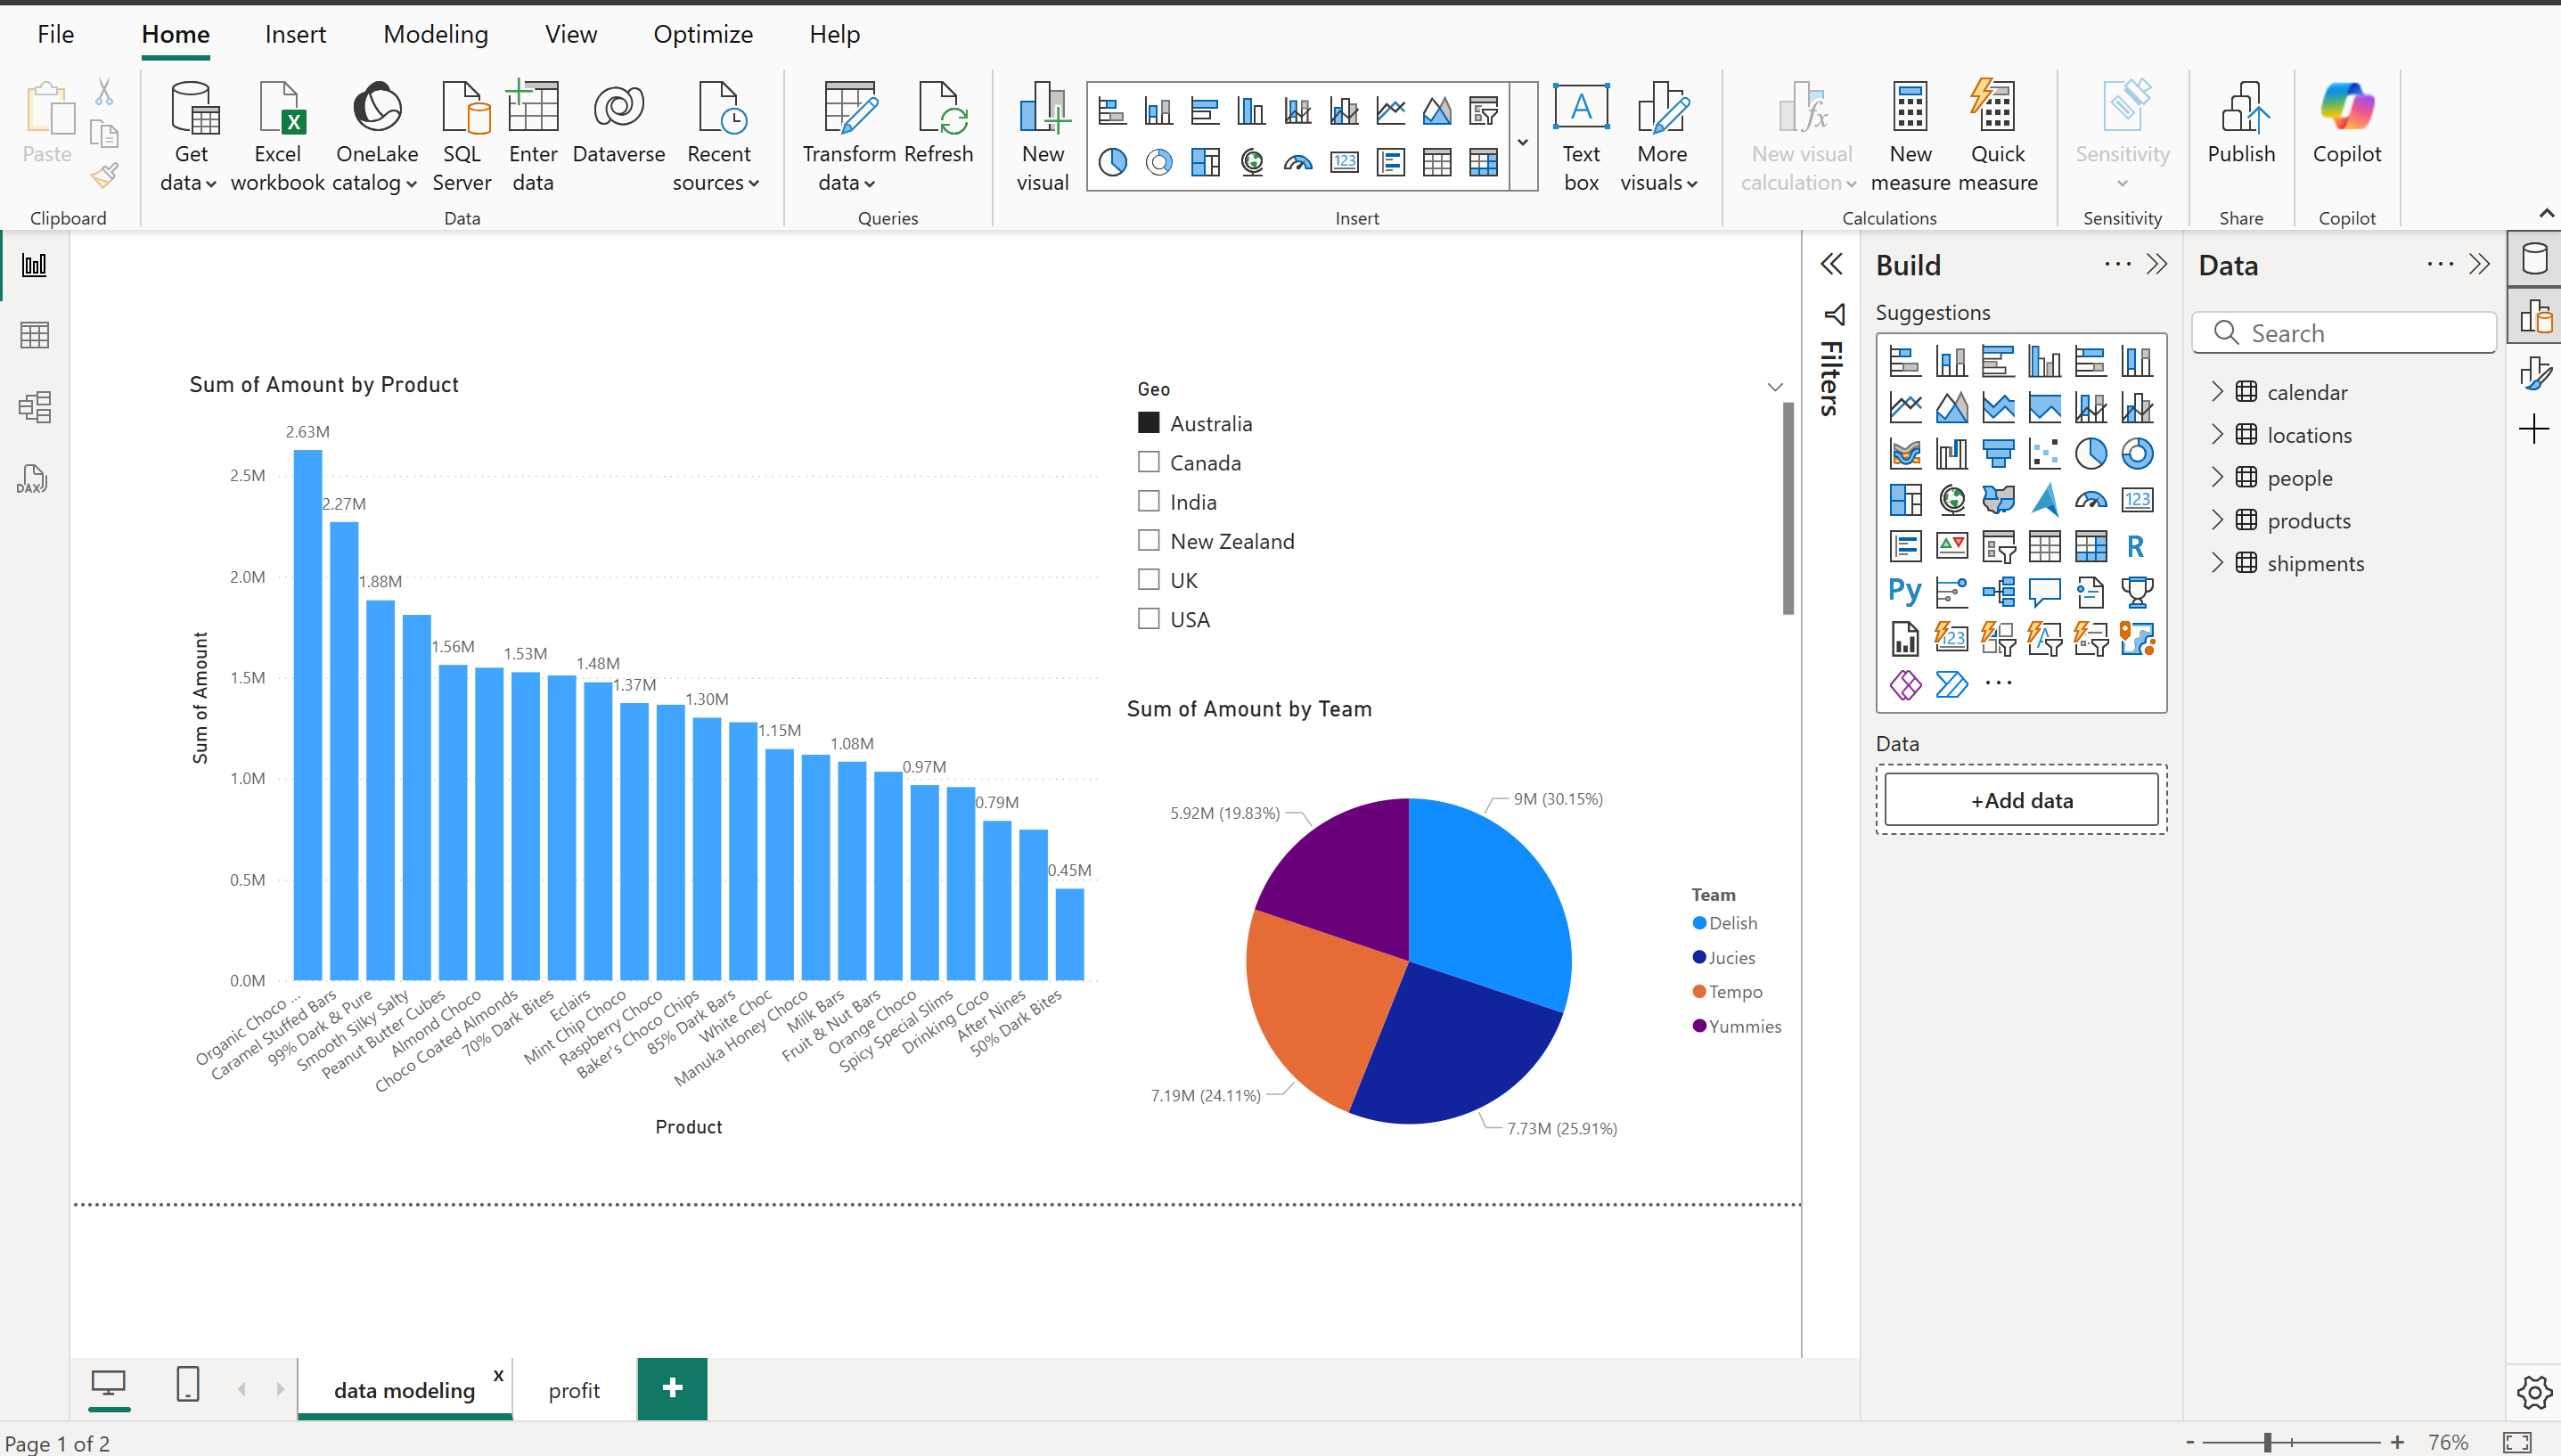 File Home Insert Modeling View Optimize Help
Paste
Get data
Excel workbook
OneLake catalog
SQL Server
Enter data
Dataverse
Recent sources
Transform data
Refresh
New visual
123
A
Text box
More visuals
New visual calculation
New measure
Quick measure
Sensitivity
Publish
Copilot
Clipboard Data Queries Insert Calculations Sensitivity Share Copilot
DAX
Sum of Amount by Product
Sum of Amount
2.5M
2.0M
1.5M
1.0M
0.5M
0.0M
2.63M
2.27M
1.88M
1.56M
1.53M
1.48M
1.37M
1.30M
1.15M
1.08M
0.97M
0.79M
0.45M
Organic Choco ...
Caramel Stuffed Bars
99% Dark & Pure
Smooth Silky Salty
Peanut Butter Cubes
Almond Choco
Choco Coated Almonds
70% Dark Bites
Eclairs
Mint Chip Choco
Raspberry Choco
Baker's Choco Chips
85% Dark Bars
White Choc
Manuka Honey Choco
Milk Bars
Fruit & Nut Bars
Orange Choco
Spicy Special Slims
Drinking Coco
After Nines
50% Dark Bites
Product
Geo
Australia
Canada
India
New Zealand
UK
USA
Sum of Amount by Team
5.92M (19.83%)
9M (30.15%)
7.19M (24.11%)
7.73M (25.91%)
Team
Delish
Jucies
Tempo
Yummies
Filters
Build ...
Suggestions
123
R
Py
123
...
Data
+Add data
Data ...
Search
calendar
locations
people
products
shipments
data modeling x
profit
+
Page 1 of 2
- + 76%